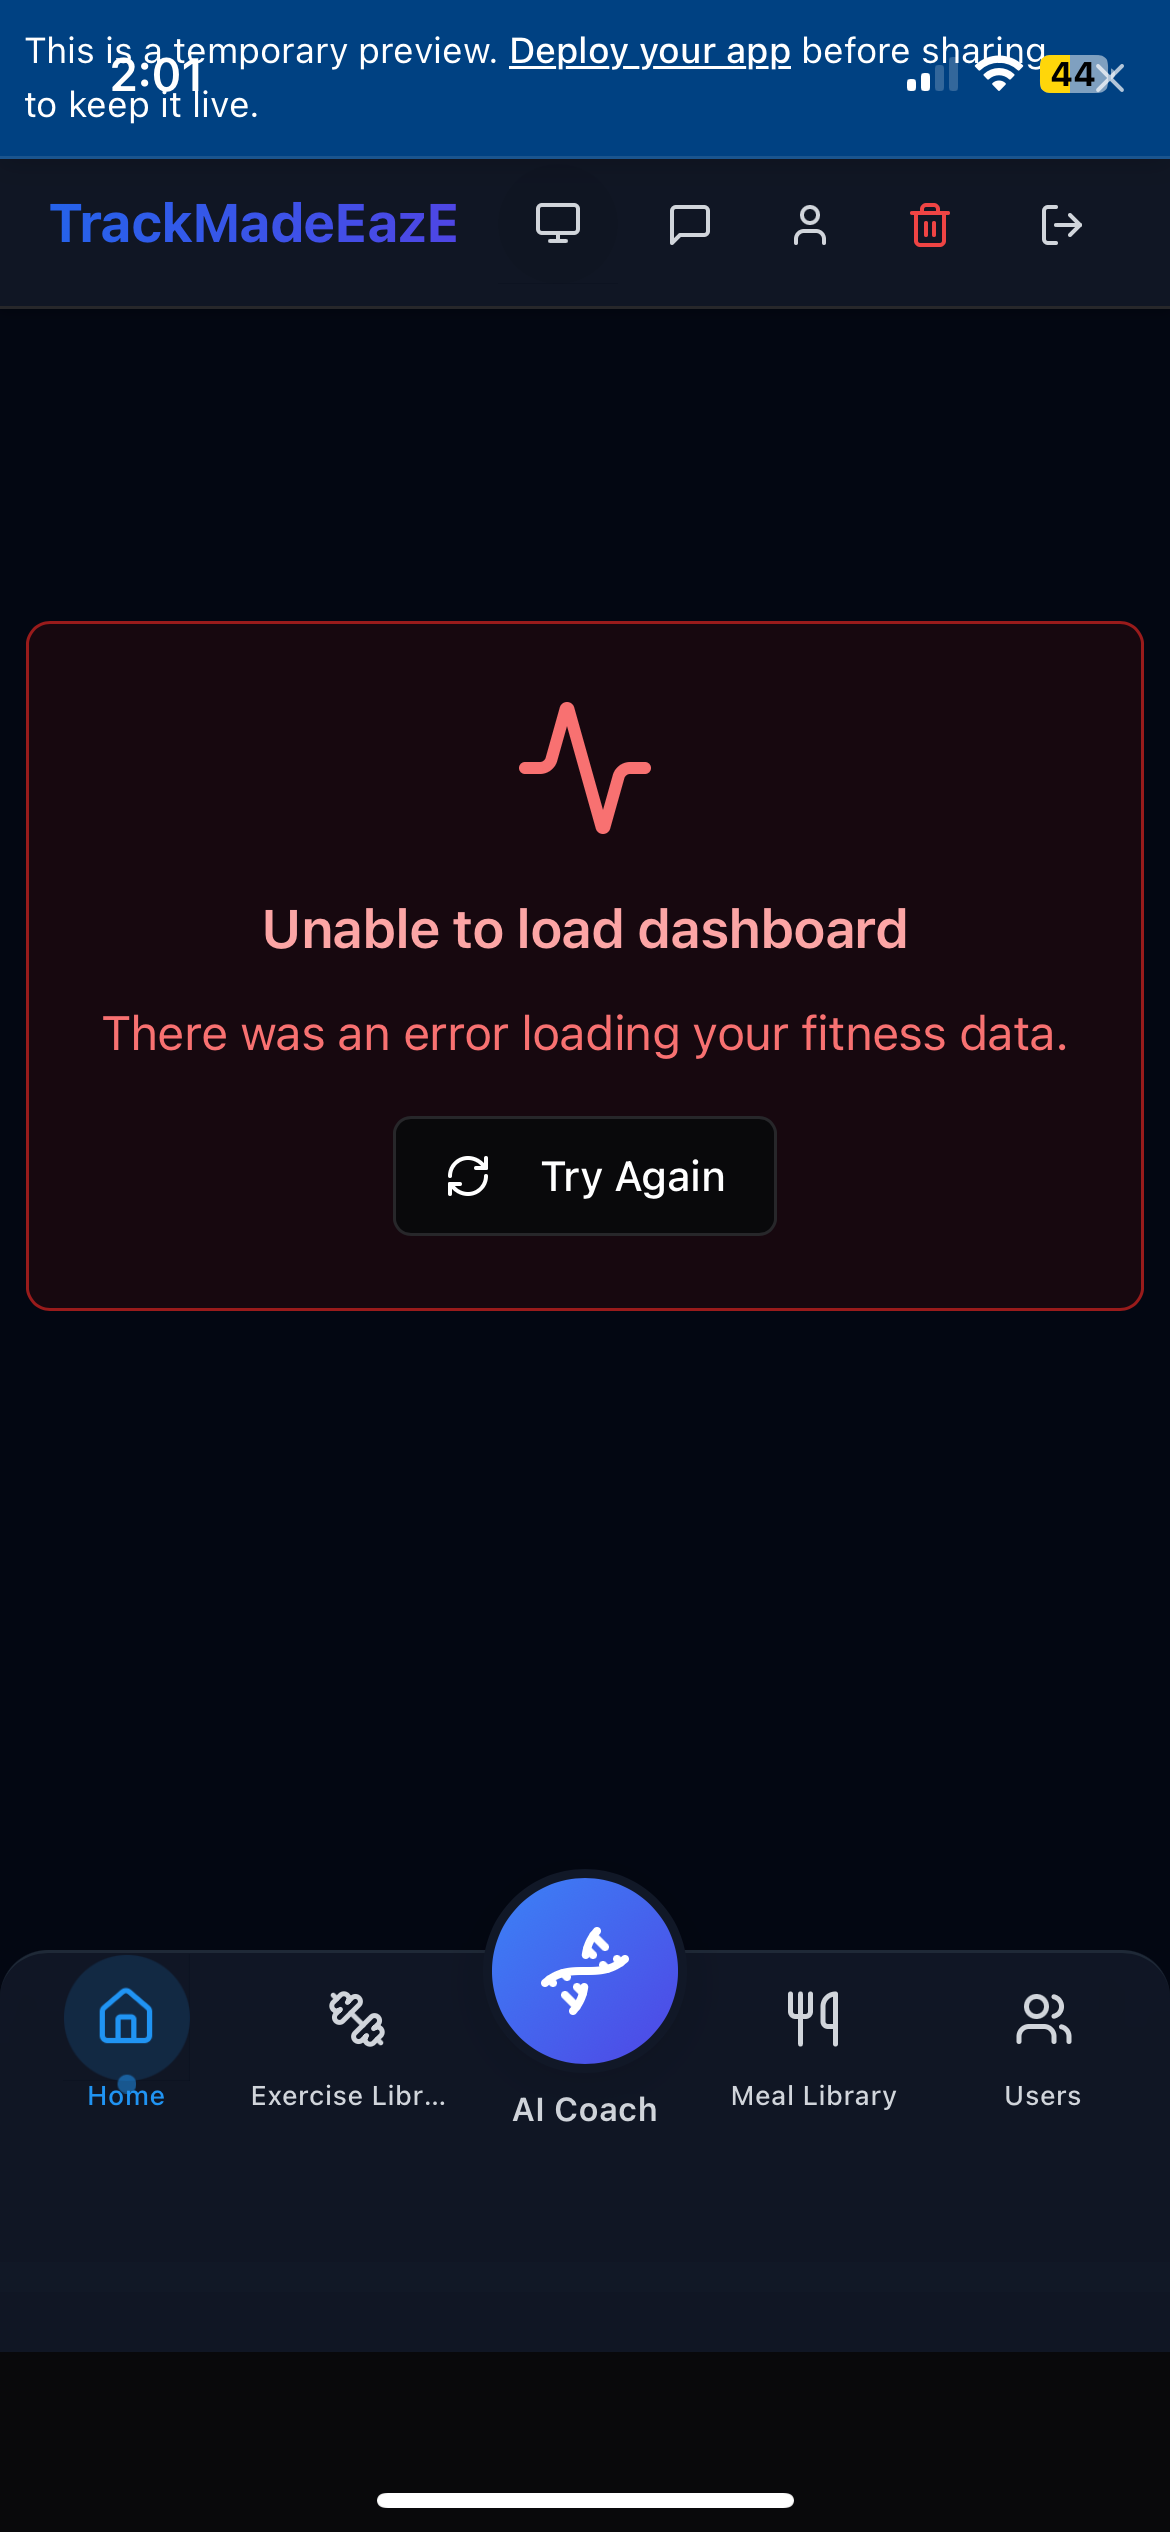 This is a temporary preview. Deploy your app before sharing
to keep it live.
2:01
44
TrackMadeEazE
Unable to load dashboard
There was an error loading your fitness data.
Try Again
Home
Exercise Libr...
AI Coach
Meal Library
Users